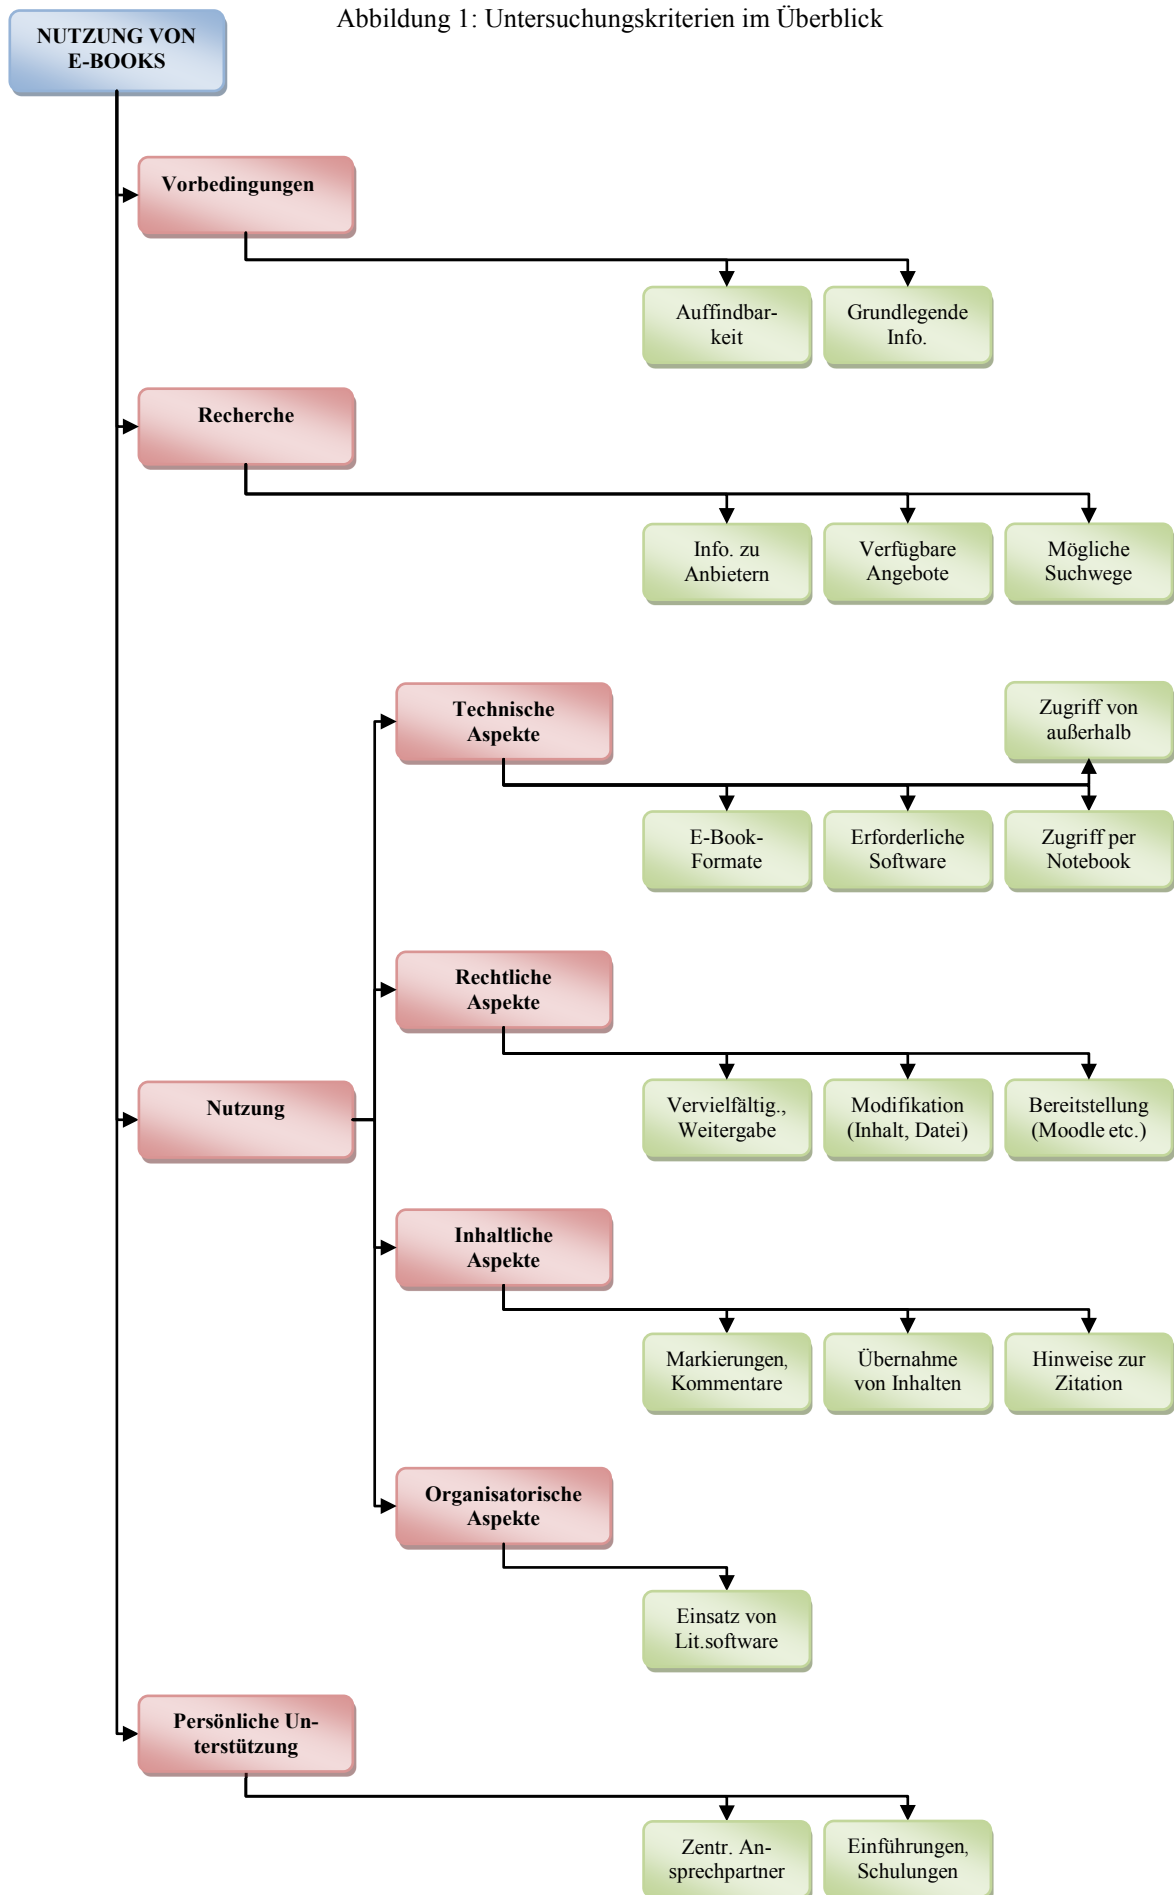 Abbildung 1: Untersuchungskriterien im Überblick
NUTZUNG VON
E-BOOKS
Vorbedingungen
Auffindbar-
keit
Grundlegende
Info.
Recherche
Info. zu
Anbietern
Verfügbare
Angebote
Mögliche
Suchwege
Technische
Aspekte
Zugriff von
außerhalb
E-Book-
Formate
Erforderliche
Software
Zugriff per
Notebook
Rechtliche
Aspekte
Nutzung
Vervielfältig.,
Weitergabe
Modifikation
(Inhalt, Datei)
Bereitstellung
(Moodle etc.)
Inhaltliche
Aspekte
Markierungen,
Kommentare
Übernahme
von Inhalten
Hinweise zur
Zitation
Organisatorische
Aspekte
Einsatz von
Lit.software
Persönliche Un-
terstützung
Zentr. An-
sprechpartner
Einführungen,
Schulungen